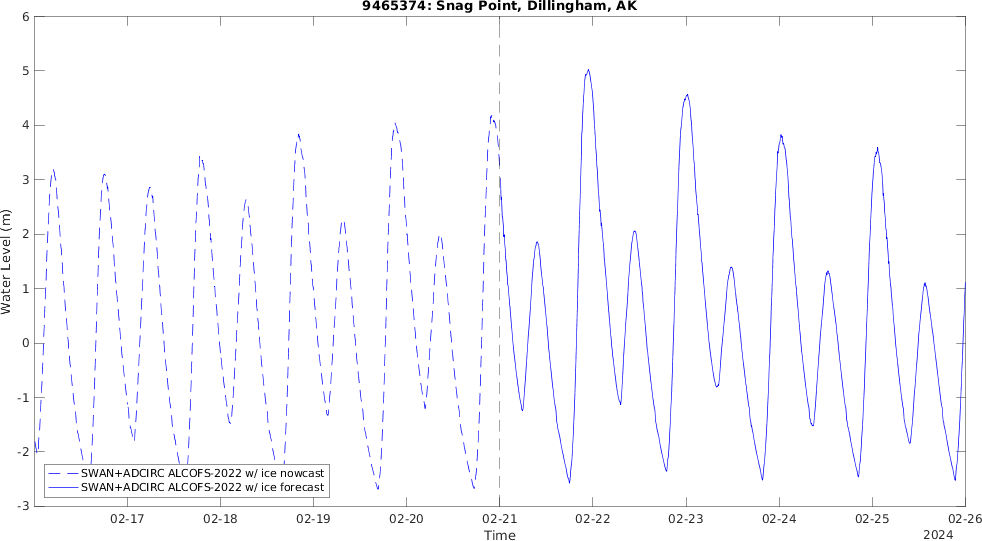 9465374: Snag Point, Dillingham, AK
Water Level (m)
6
5
4
3
2
1
0
-1
-2
-3
SWAN+ADCIRC ALCOFS-2022 w/ ice nowcast
SWAN+ADCIRC ALCOFS-2022 w/ ice forecast
02-17 02-18 02-19 02-20 02-21 02-22 02-23 02-24 02-25 02-26
Time
2024